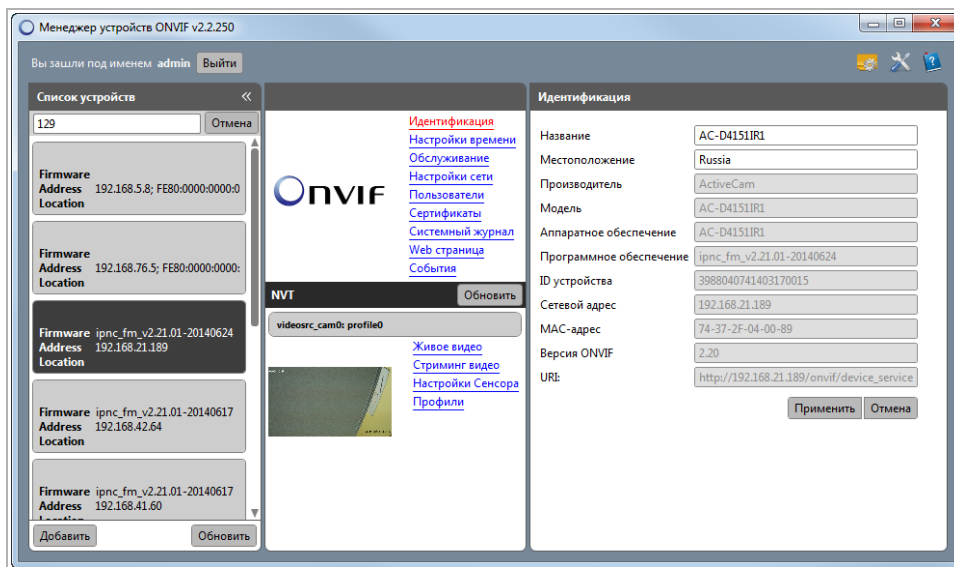 Менеджер устройств ONVIF v2.2.250
Вы зашли под именем admin Выйти
Список устройств
129 Отмена
Firmware
Address 192.168.5.8; FE80:0000:0000:0
Location
Firmware
Address 192.168.76.5; FE80:0000:0000:
Location
Firmware ipnc_fm_v2.21.01-20140624
Address 192.168.21.189
Location
Firmware ipnc_fm_v2.21.01-20140617
Address 192.168.42.64
Location
Firmware ipnc_fm_v2.21.01-20140617
Address 192.168.41.60
Добавить Обновить
ONVIF
Идентификация
Настройки времени
Обслуживание
Настройки сети
Пользователи
Сертификаты
Системный журнал
Web страница
События
NVT Обновить
videosrc_cam0: profile0
Живое видео
Стриминг видео
Настройки Сенсора
Профили
Идентификация
Название AC-D4151IR1
Местоположение Russia
Производитель ActiveCam
Модель AC-D4151IR1
Аппаратное обеспечение AC-D4151IR1
Программное обеспечение ipnc_fm_v2.21.01-20140624
ID устройства 3988040741403170015
Сетевой адрес 192.168.21.189
MAC-адрес 74-37-2F-04-00-89
Версия ONVIF 2.20
URI: http://192.168.21.189/onvif/device_service
Применить Отмена